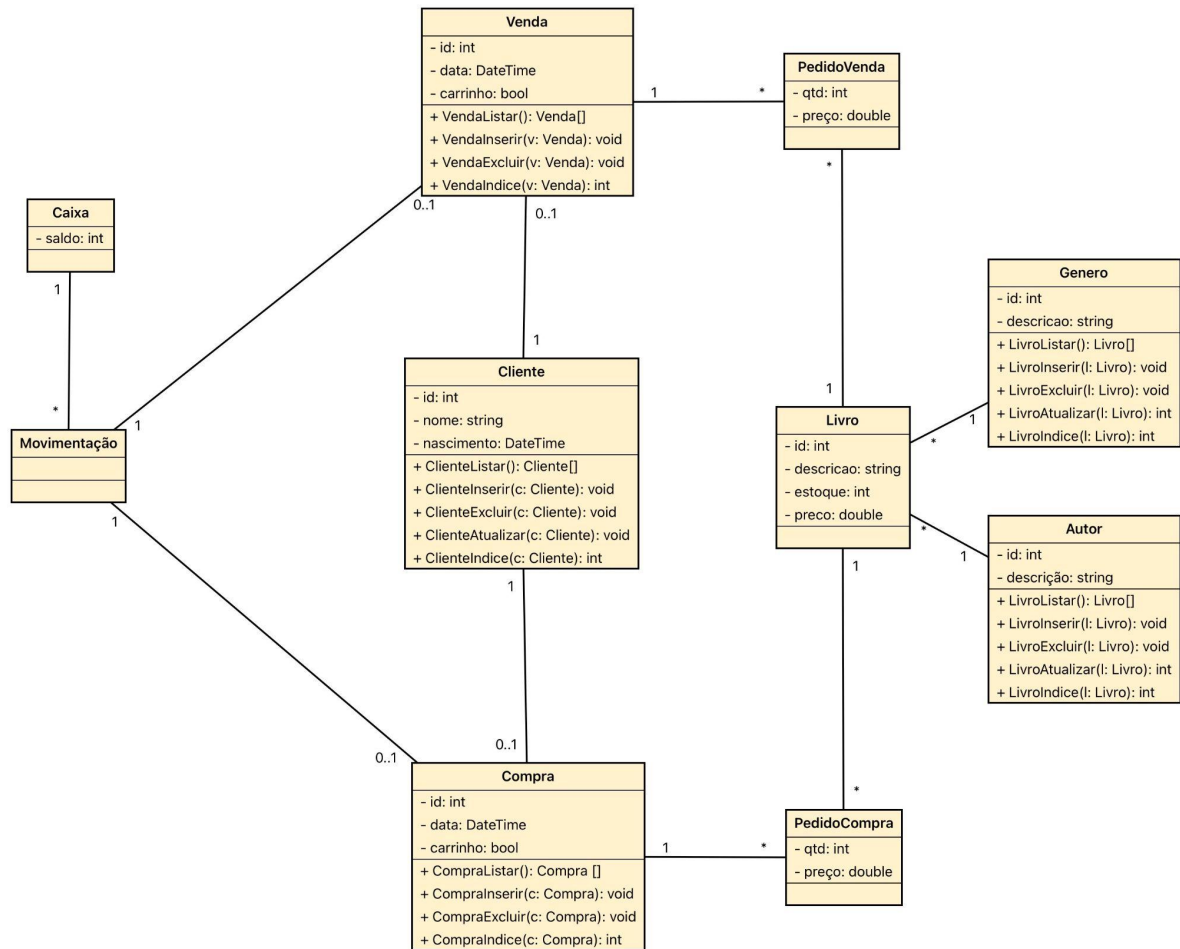 Venda
- id: int
- data: DateTime
- carrinho: bool
+ VendaListar(): Venda[]
+ VendaInserir(v: Venda): void
+ VendaExcluir(v: Venda): void
+ VendaIndice(v: Venda): int
1
*
0..1
0..1
PedidoVenda
- qtd: int
- preço: double
*
1
Caixa
- saldo: int
1
*
Movimentação
1
1
1
Cliente
- id: int
- nome: string
- nascimento: DateTime
+ ClienteListar(): Cliente[]
+ ClienteInserir(c: Cliente): void
+ ClienteExcluir(c: Cliente): void
+ ClienteAtualizar(c: Cliente): void
+ ClienteIndice(c: Cliente): int
1
0..1
0..1
Livro
- id: int
- descricao: string
- estoque: int
- preco: double
*
1
*
1
1
*
Genero
- id: int
- descricao: string
+ LivroListar(): Livro[]
+ LivroInserir(l: Livro): void
+ LivroExcluir(l: Livro): void
+ LivroAtualizar(l: Livro): int
+ LivroIndice(l: Livro): int
Autor
- id: int
- descrição: string
+ LivroListar(): Livro[]
+ LivroInserir(l: Livro): void
+ LivroExcluir(l: Livro): void
+ LivroAtualizar(l: Livro): int
+ LivroIndice(l: Livro): int
Compra
- id: int
- data: DateTime
- carrinho: bool
+ CompraListar(): Compra []
+ CompraInserir(c: Compra): void
+ CompraExcluir(c: Compra): void
+ CompraIndice(c: Compra): int
1
*
PedidoCompra
- qtd: int
- preço: double